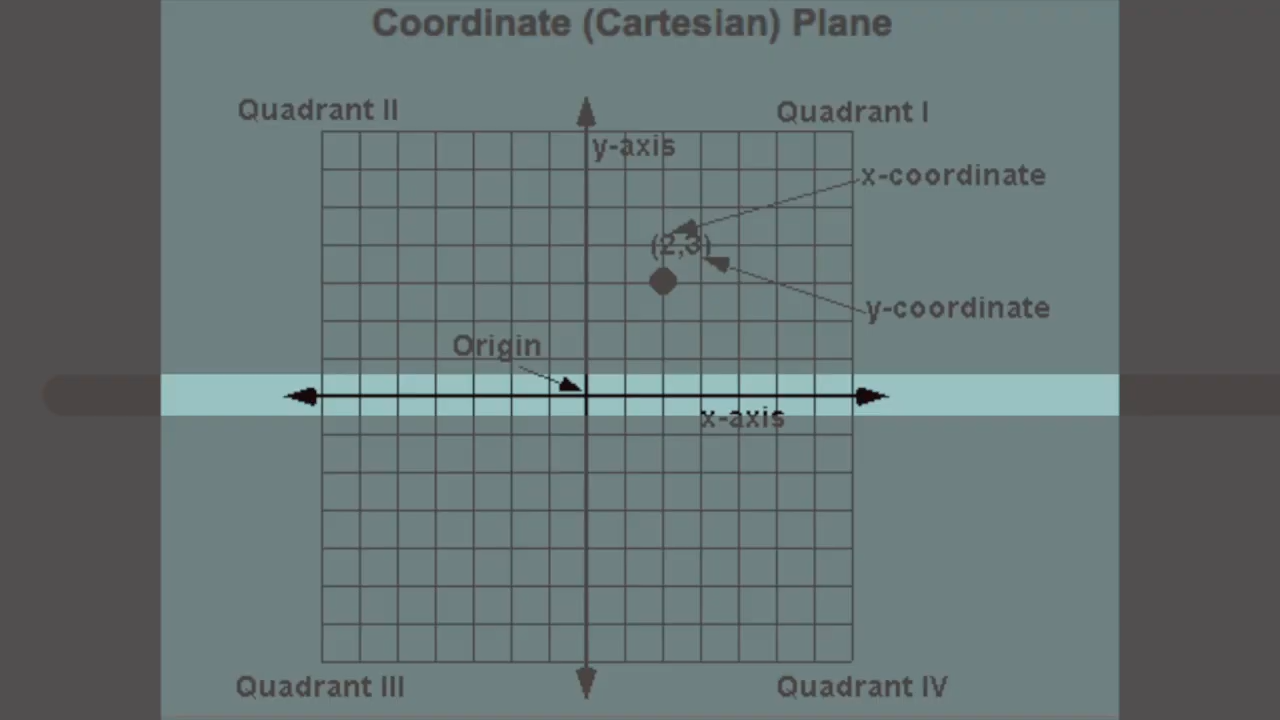 Coordinate (Cartesian) Plane
Quadrant II
Quadrant I
y-axis
x-coordinate
(2,3)
y-coordinate
Origin
x-axis
Quadrant III
Quadrant IV